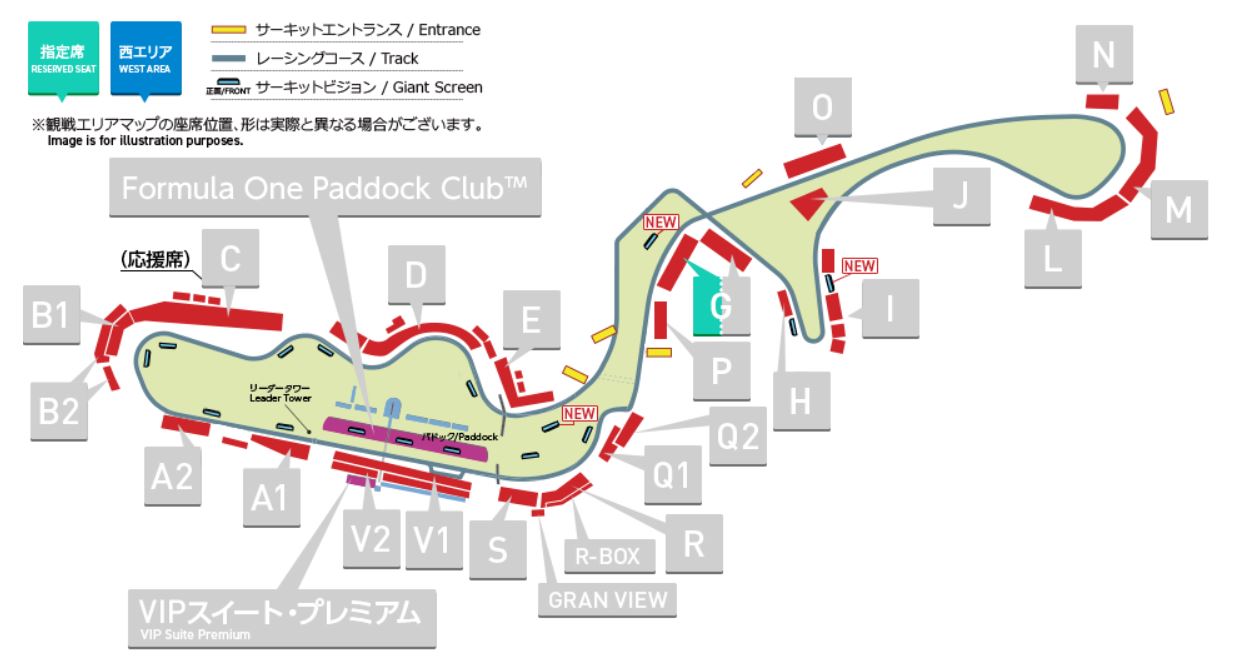 指定席
RESERVED SEAT
西エリア
WEST AREA
サーキットエントランス / Entrance
レーシングコース / Track
正面/FRONT サーキットビジョン / Giant Screen
※観戦エリアマップの座席位置、形は実際と異なる場合がございます。
Image is for illustration purposes.
N
O
Formula One Paddock Club™
J
M
NEW
L
(応援席)
C
D
NEW
B1
E
G
I
P
H
リーダータワー
Leader Tower
B2
NEW
パドック/Paddock
Q2
A2
Q1
A1
V2
V1
S
R-BOX
R
GRAN VIEW
VIPスイート・プレミアム
VIP Suite Premium